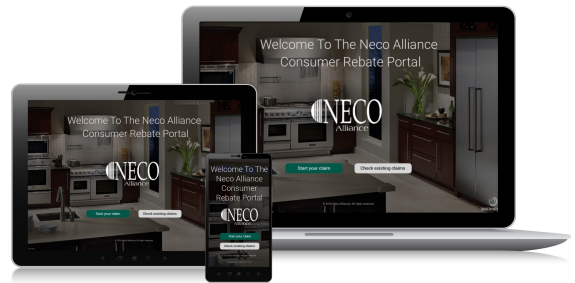 Welcome To The Neco Alliance
Consumer Rebate Portal
NECO
Alliance
Start your claim
Check existing claims
Welcome To The Neco Alliance
Consumer Rebate Portal
NECO
Alliance
Start your claim
Check existing claims
Welcome To The
Neco Alliance
Consumer
Rebate Portal
NECO
Alliance
Start your claim
Check existing claims